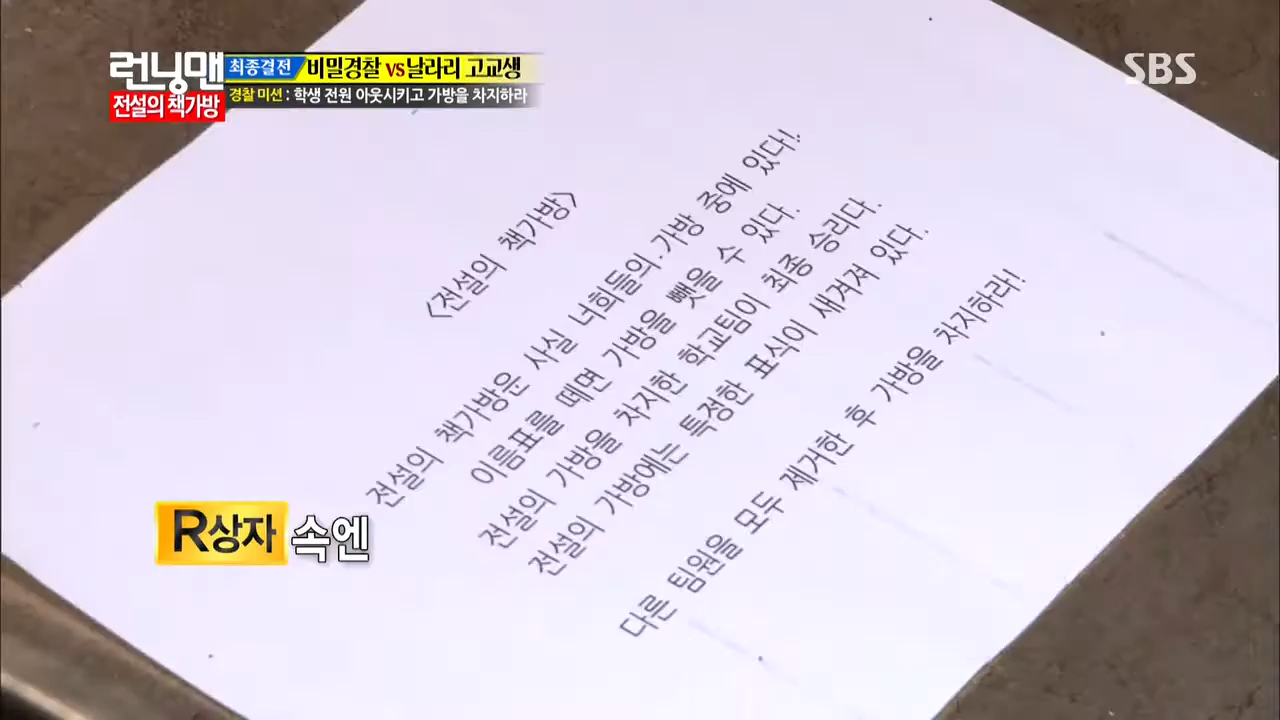 런닝맨
전설의 책가방
최종결전 비밀경찰 VS 날라리 고교생
경찰 미션 : 학생 전원 아웃시키고 가방을 차지하라
SBS
<전설의 책가방>
전설의 책가방운 사실 너희들의 가방 중에 있다!
이름표를 떼면 가방을 뺏을 수 있다.
전설의 가방을 차지한 학교팀이 최종 승리다.
전설의 가방에는 특정한 표식이 새겨져 있다.
다른 팀원을 모두 제거한 후 가방을 차지하라!
R상자 속엔